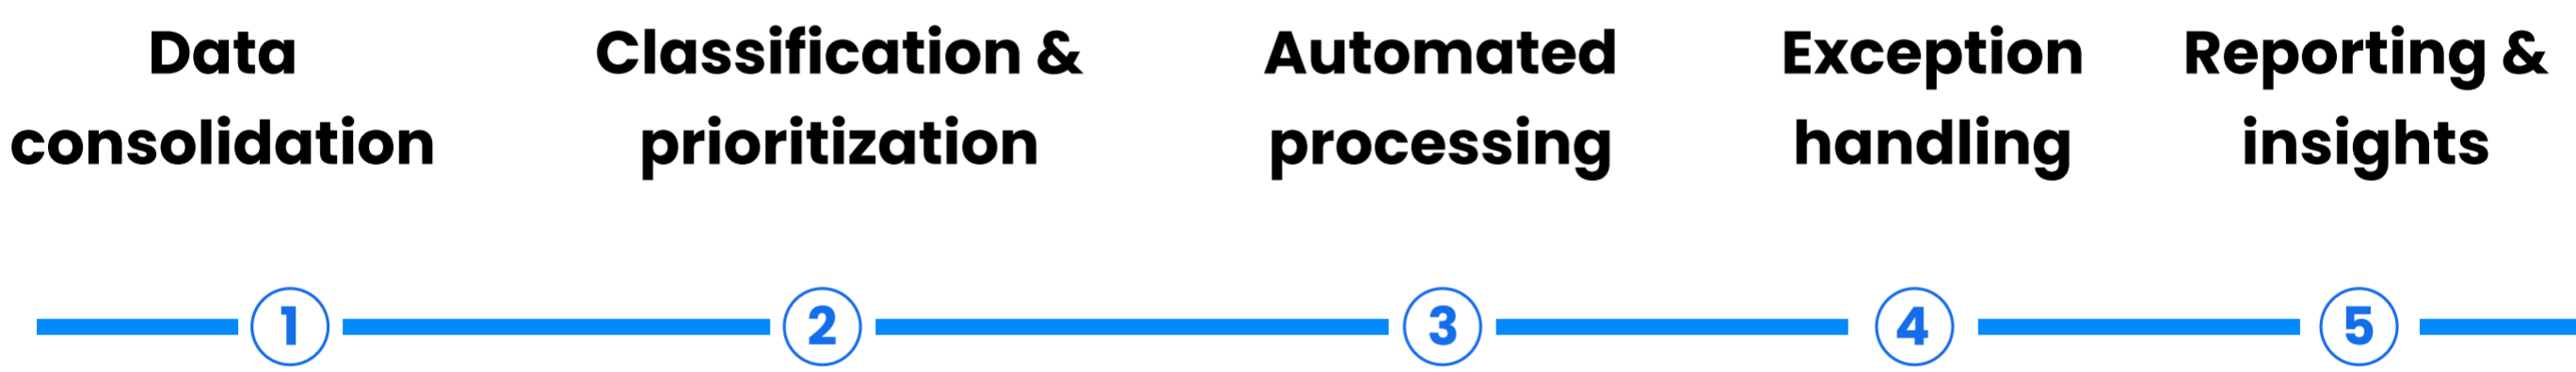 Data
consolidation
Classification &
prioritization
Automated
processing
Exception
handling
Reporting &
insights
1
2
3
4
5